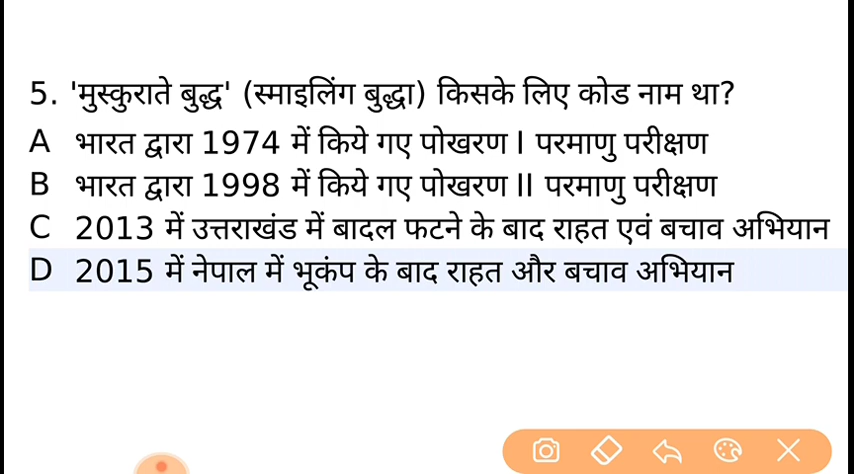 5. 'मुस्कुराते बुद्ध' (स्माइलिंग बुद्धा) किसके लिए कोड नाम था?
A भारत द्वारा 1974 में किये गए पोखरण I परमाणु परीक्षण
B भारत द्वारा 1998 में किये गए पोखरण II परमाणु परीक्षण
C 2013 में उत्तराखंड में बादल फटने के बाद राहत एवं बचाव अभियान
D 2015 में नेपाल में भूकंप के बाद राहत और बचाव अभियान